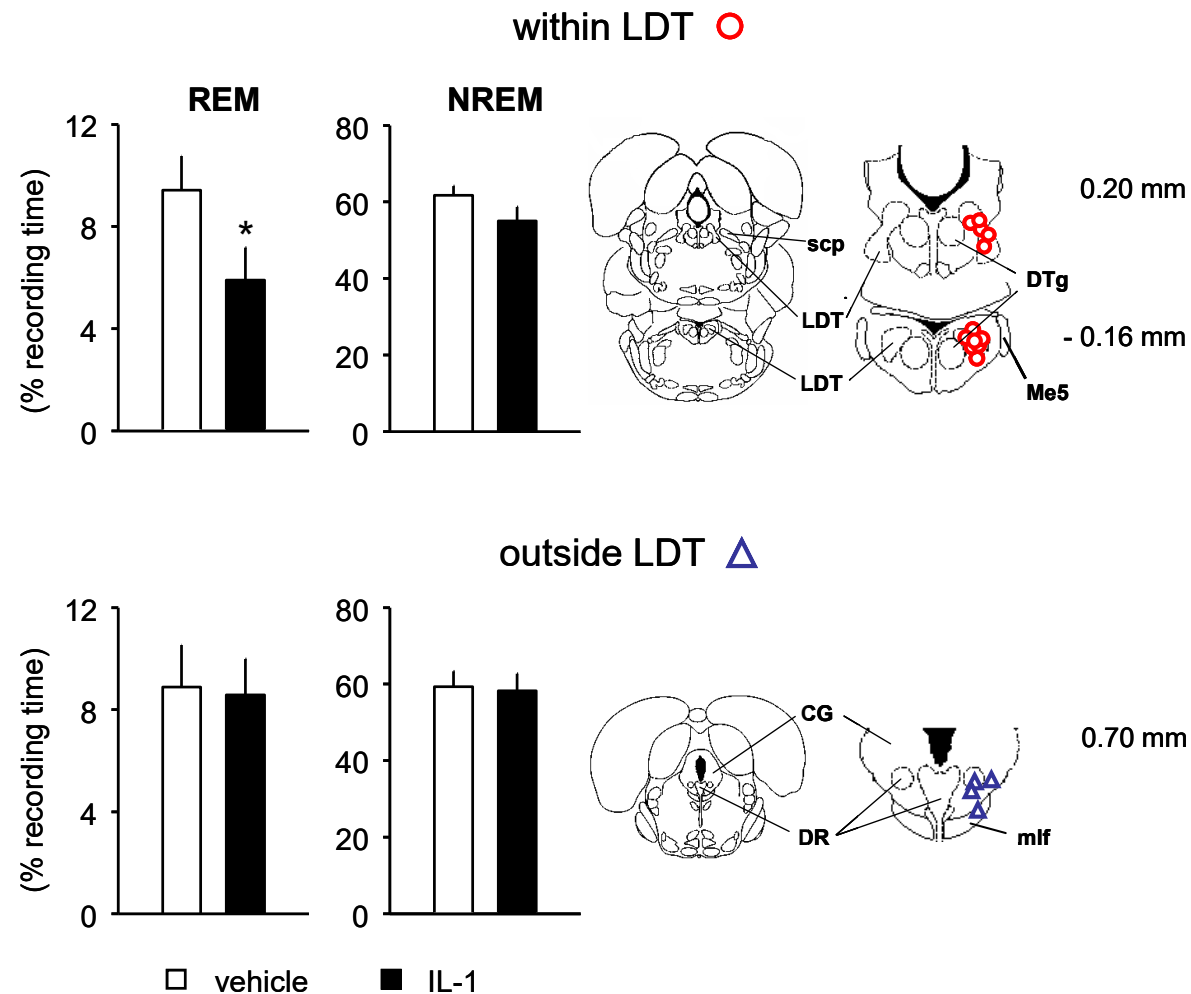 within LDT
REM
NREM
12
8
4
0
(% recording time)
*
80
60
40
20
0
scp
LDT
LDT
DTg
Me5
0.20 mm
- 0.16 mm
outside LDT
12
8
4
0
(% recording time)
80
60
40
20
0
CG
DR
mlf
0.70 mm
vehicle
IL-1